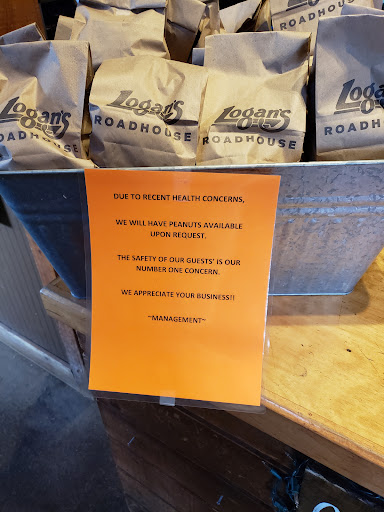 Logan's
ROADHOUSE
Logan's
ROADHOUSE
Logan's
ROADHOUSE
Logan's
ROADHOUSE
DUE TO RECENT HEALTH CONCERNS,
WE WILL HAVE PEANUTS AVAILABLE
UPON REQUEST.
THE SAFETY OF OUR GUESTS' IS OUR
NUMBER ONE CONCERN.
WE APPRECIATE YOUR BUSINESS!!
~MANAGEMENT~